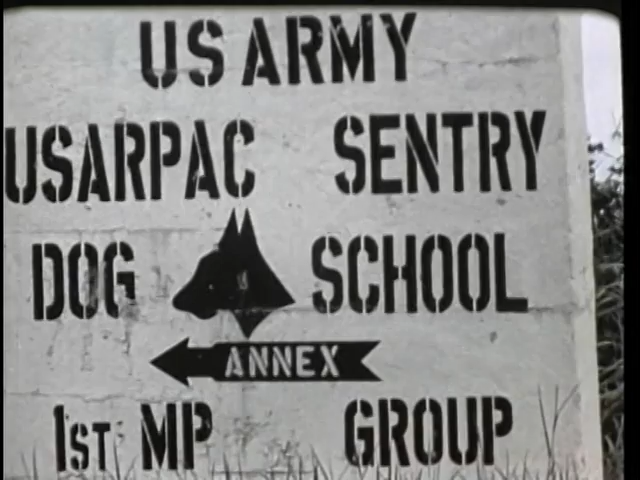 US ARMY
USARPAC SENTRY
DOG SCHOOL
ANNEX
1ST MP GROUP